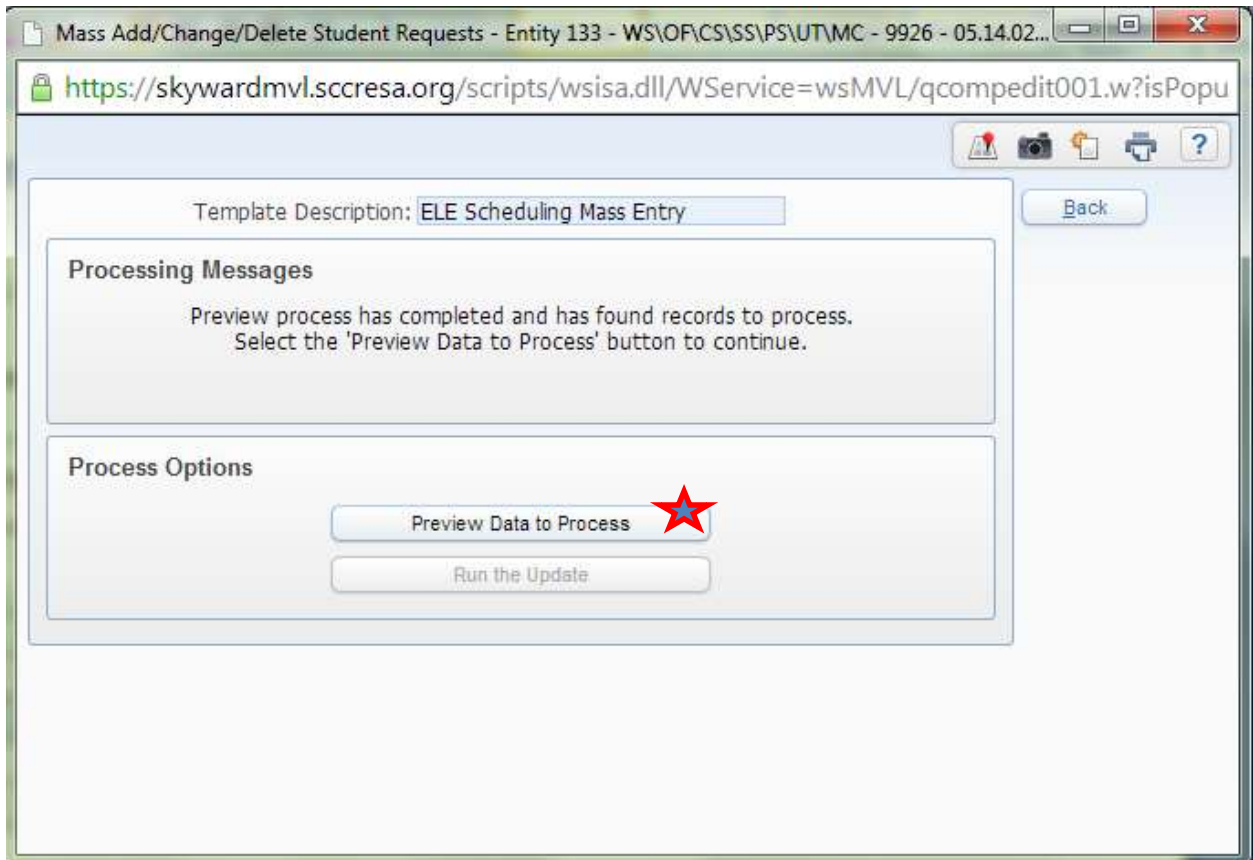 Mass Add/Change/Delete Student Requests - Entity 133 - WS\OF\CS\SS\PS\UT\MC - 9926 - 05.14.02...
https://skywardmvl.sccresa.org/scripts/wsisa.dll/WService=wsMVL/qcompedit001.w?isPopu
?
Template Description: ELE Scheduling Mass Entry
Back
Processing Messages
Preview process has completed and has found records to process.
Select the 'Preview Data to Process' button to continue.
Process Options
Preview Data to Process
Run the Update